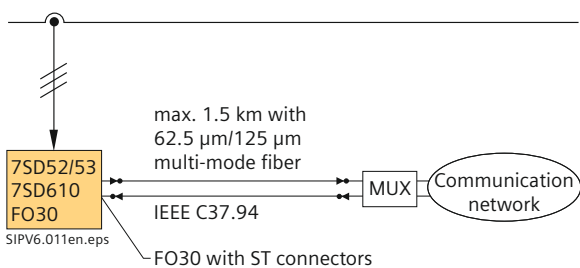 max. 1.5 km with
62.5 µm/125 µm
multi-mode fiber
7SD52/53
7SD610
FO30
MUX
Communication
network
IEEE C37.94
SIPV6.011en.eps
FO30 with ST connectors